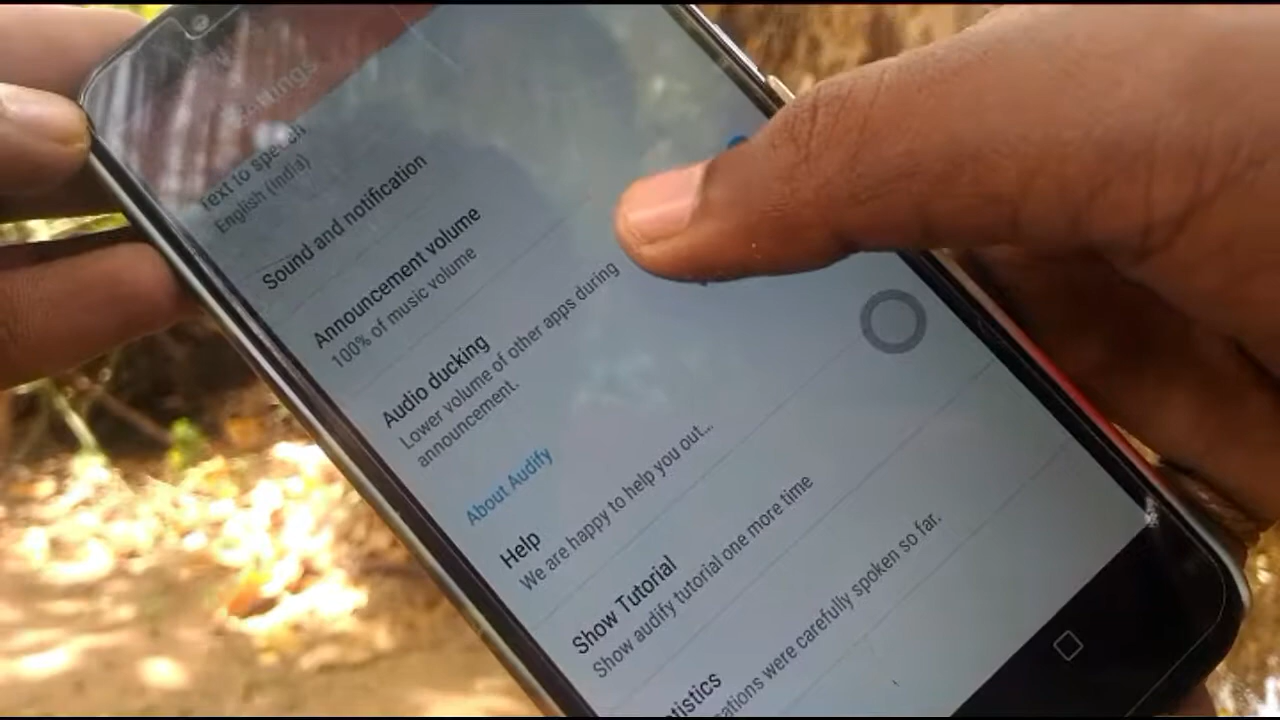 Settings
Text to speech
English (India)
Sound and notification
Announcement volume
100% of music volume
Audio ducking
Lower volume of other apps during
announcement.
About Audify
Help
We are happy to help you out...
Show Tutorial
Show audify tutorial one more time
were carefully spoken so far.